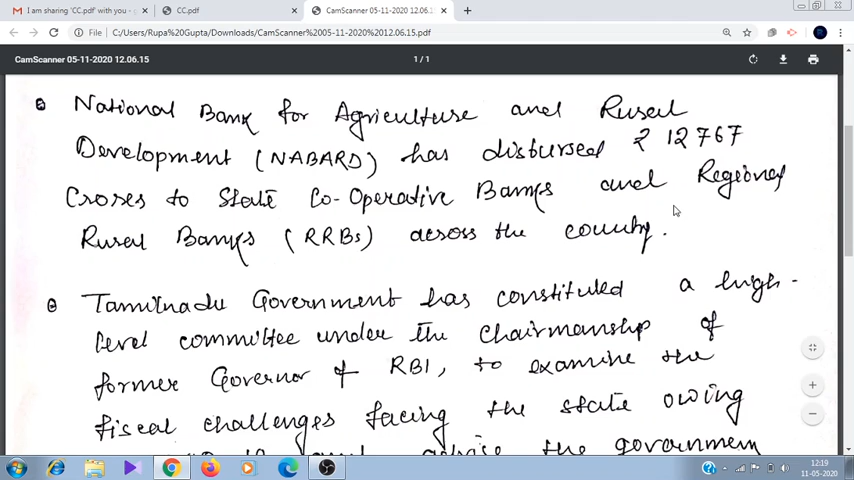 I am sharing 'CC.pdf' with you - g
CC.pdf
CamScanner 05-11-2020 12.06.15
File | C:/Users/Rupa%20Gupta/Downloads/CamScanner%2005-11-2020%2012.06.15.pdf
CamScanner 05-11-2020 12.06.15
1 / 1
National Bank for Agriculture and Rural
Development (NABARD) has disbursed ₹ 12767
Crores to State Co-Operative Banks and Regional
Rural Banks (RRBs) across the country.
Tamilnadu Government has constituted a high-
level committee under the Chairmanship of
former Governor of RBI, to examine the
fiscal challenges facing the state owing
advise the government
12:19
11-05-2020